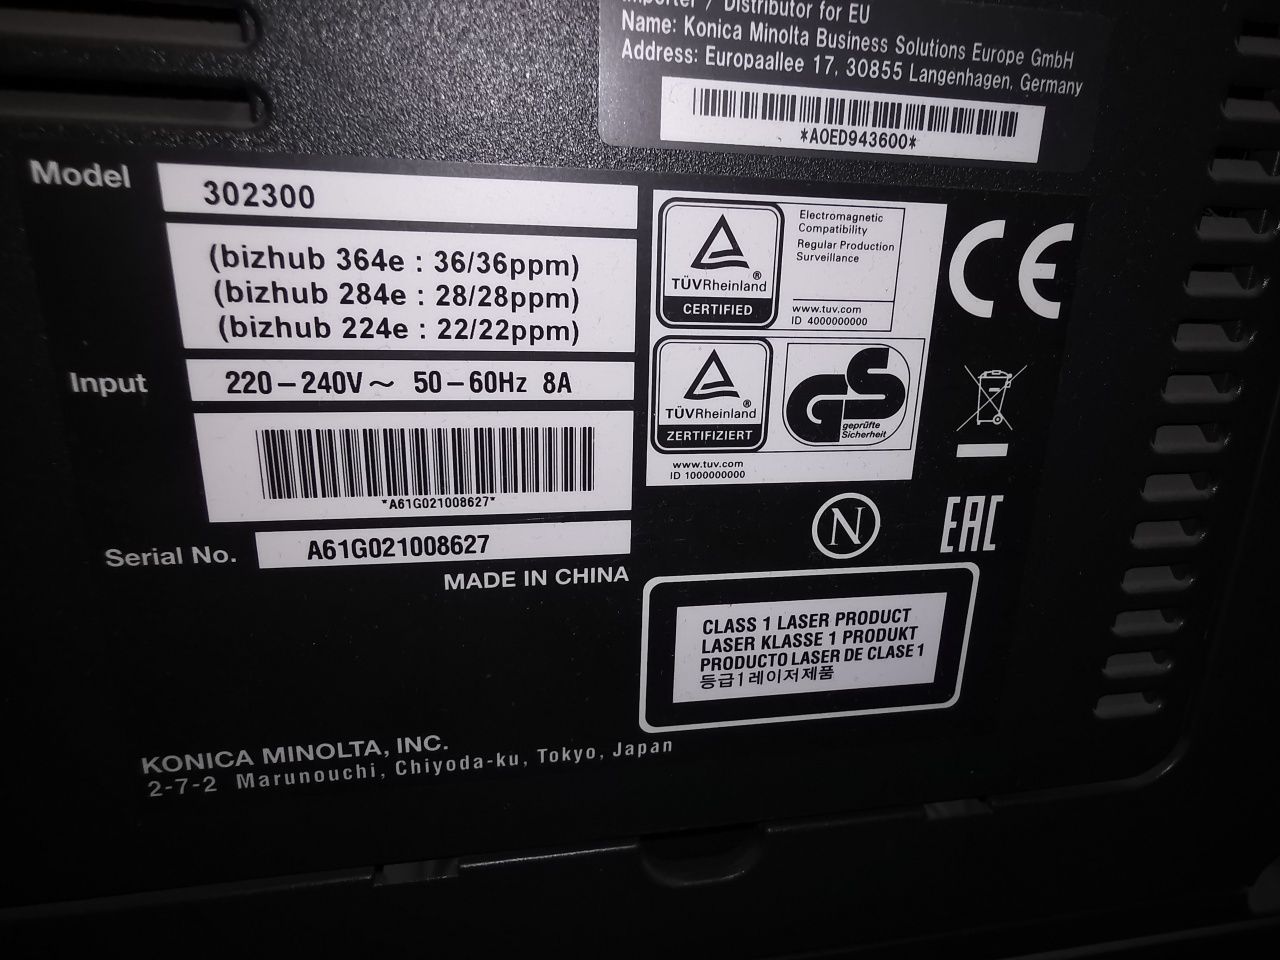 Importer / Distributor for EU
Name: Konica Minolta Business Solutions Europe GmbH
Address: Europaallee 17, 30855 Langenhagen, Germany
*A0ED943600*
Model 302300
(bizhub 364e : 36/36ppm)
(bizhub 284e : 28/28ppm)
(bizhub 224e : 22/22ppm)
Input 220－240V～ 50－60Hz 8A
*A61G021008627*
Serial No. A61G021008627
MADE IN CHINA
TÜVRheinland®
CERTIFIED
Electromagnetic
Compatibility
Regular Production
Surveillance
www.tuv.com
ID 4000000000
CE
TÜVRheinland®
ZERTIFIZIERT
GS
geprüfte
Sicherheit
www.tuv.com
ID 1000000000
N
EAC
CLASS 1 LASER PRODUCT
LASER KLASSE 1 PRODUKT
PRODUCTO LASER DE CLASE 1
등급1레이저제품
KONICA MINOLTA, INC.
2-7-2 Marunouchi, Chiyoda-ku, Tokyo, Japan